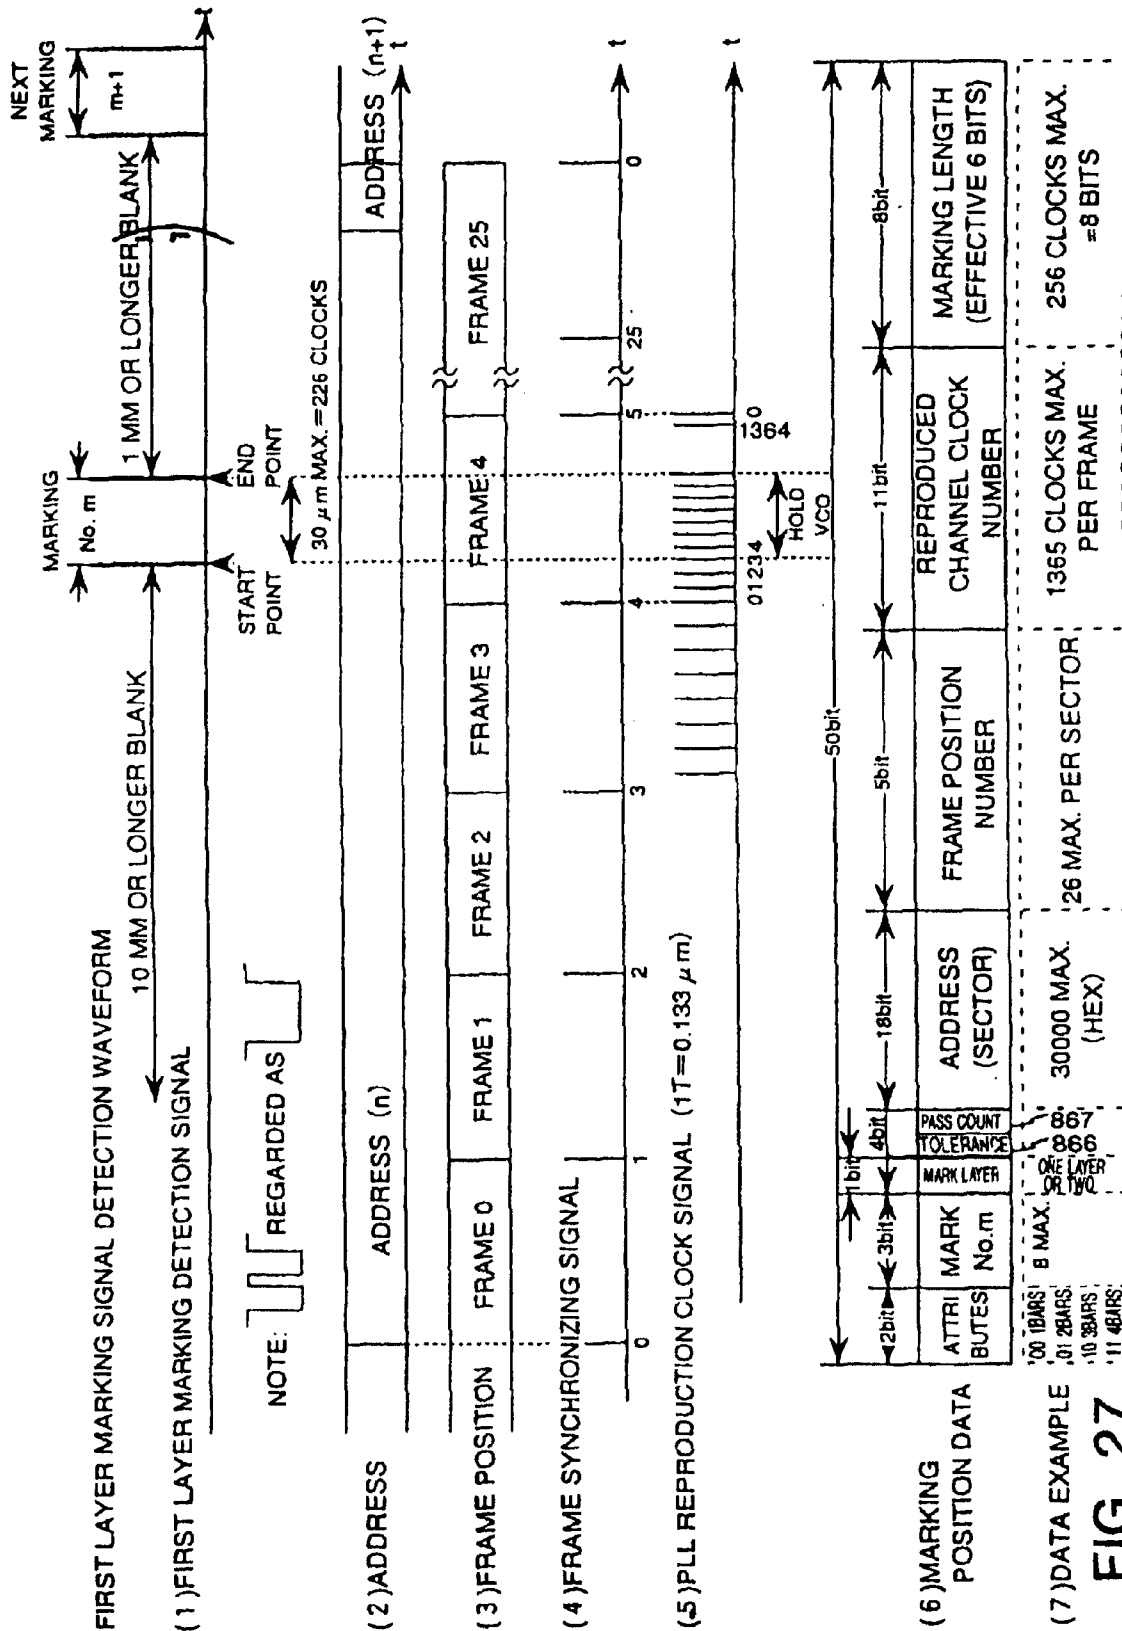 FIRST LAYER MARKING SIGNAL DETECTION WAVEFORM
NEXT
MARKING
m+1
MARKING
No. m
10 MM OR LONGER BLANK
1 MM OR LONGER BLANK
(1)FIRST LAYER MARKING DETECTION SIGNAL
t
START
POINT
END
POINT
NOTE:
REGARDED AS
30 μm MAX.=226 CLOCKS
(2)ADDRESS
ADDRESS (n)
ADDRESS (n+1)
t
(3)FRAME POSITION
FRAME 0
FRAME 1
FRAME 2
FRAME 3
FRAME 4
FRAME 25
(4)FRAME SYNCHRONIZING SIGNAL
0
1
2
3
4
5
25
0
t
(5)PLL REPRODUCTION CLOCK SIGNAL (1T=0.133 μm)
t
01234
1364
0
HOLD
VCO
50bit
2bit
3bit
1bit
4bit
18bit
5bit
11bit
8bit
(6)MARKING
POSITION DATA
ATTRI
BUTES
MARK
No.m
MARK LAYER
TOLERANCE
PASS COUNT
ADDRESS
(SECTOR)
FRAME POSITION
NUMBER
REPRODUCED
CHANNEL CLOCK
NUMBER
MARKING LENGTH
(EFFECTIVE 6 BITS)
(7)DATA EXAMPLE
00 1BARS
01 2BARS
10 3BARS
11 4BARS
8 MAX.
ONE LAYER
OR TWO
866
867
30000 MAX.
(HEX)
26 MAX. PER SECTOR
1365 CLOCKS MAX.
PER FRAME
256 CLOCKS MAX.
=8 BITS
FIG. 27